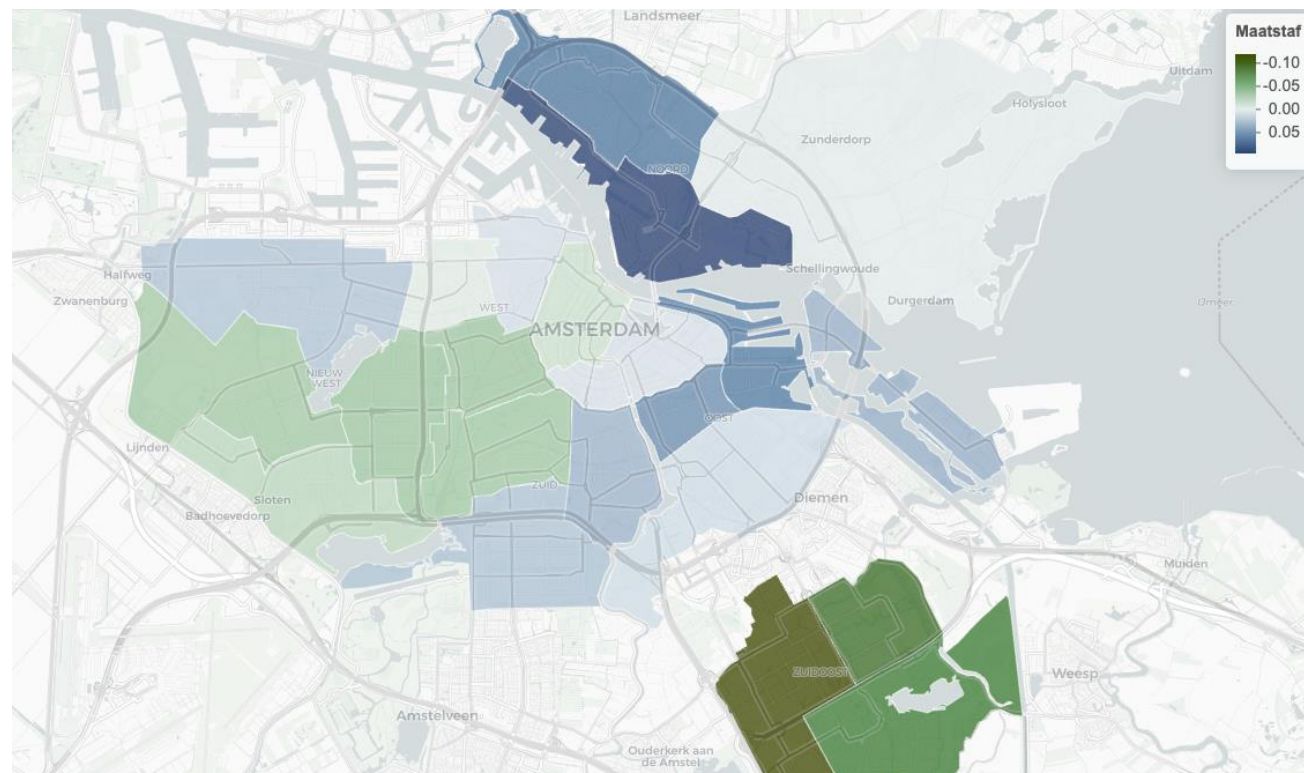 Landsmeer
Maatstaf
-0.10
-0.05
0.00
0.05
Uitdam
Holysloot
Zunderdorp
NOORD
Schellingwoude
Halfweg
Zwanenburg
Durgerdam
IJmeer
WEST
AMSTERDAM
NIEUW-
WEST
OOST
Lijnden
ZUID
Sloten
Badhoevedorp
Diemen
Muiden
ZUIDOOST
Weesp
Amstelveen
Ouderkerk aan
de Amstel